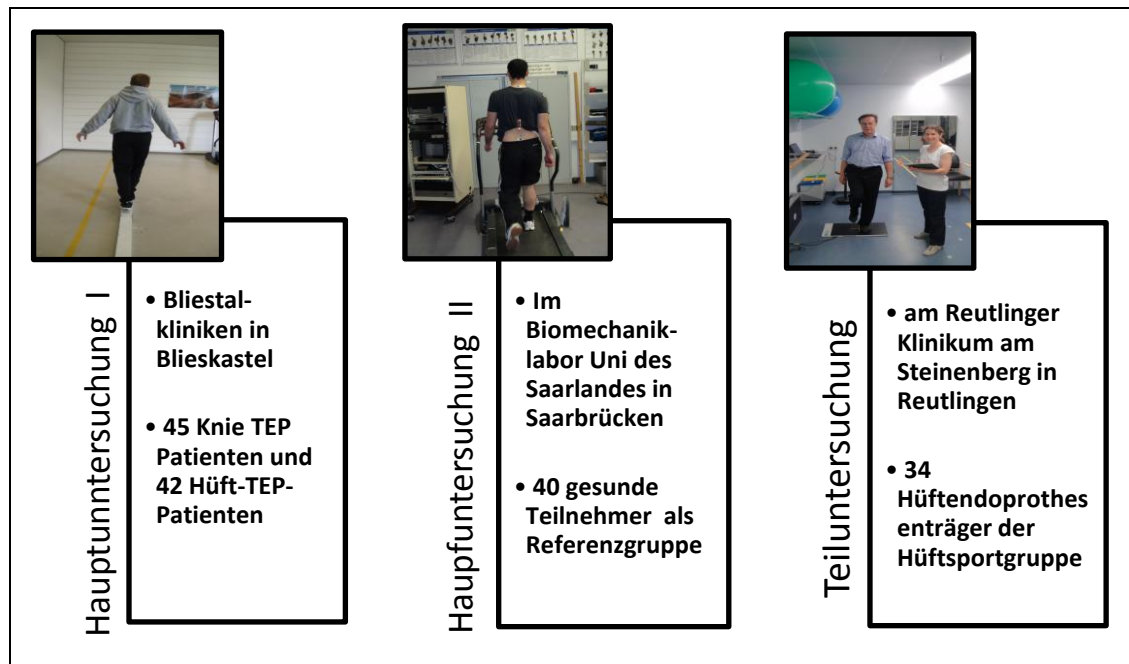 Hauptunntersuchung I
• Bliestal-
kliniken in
Blieskastel
• 45 Knie TEP
Patienten und
42 Hüft-TEP-
Patienten
Haupfuntersuchung II
• Im
Biomechanik-
labor Uni des
Saarlandes in
Saarbrücken
• 40 gesunde
Teilnehmer als
Referenzgruppe
Teiluntersuchung
• am Reutlinger
Klinikum am
Steinenberg in
Reutlingen
• 34
Hüftendoprothes
enträger der
Hüftsportgruppe